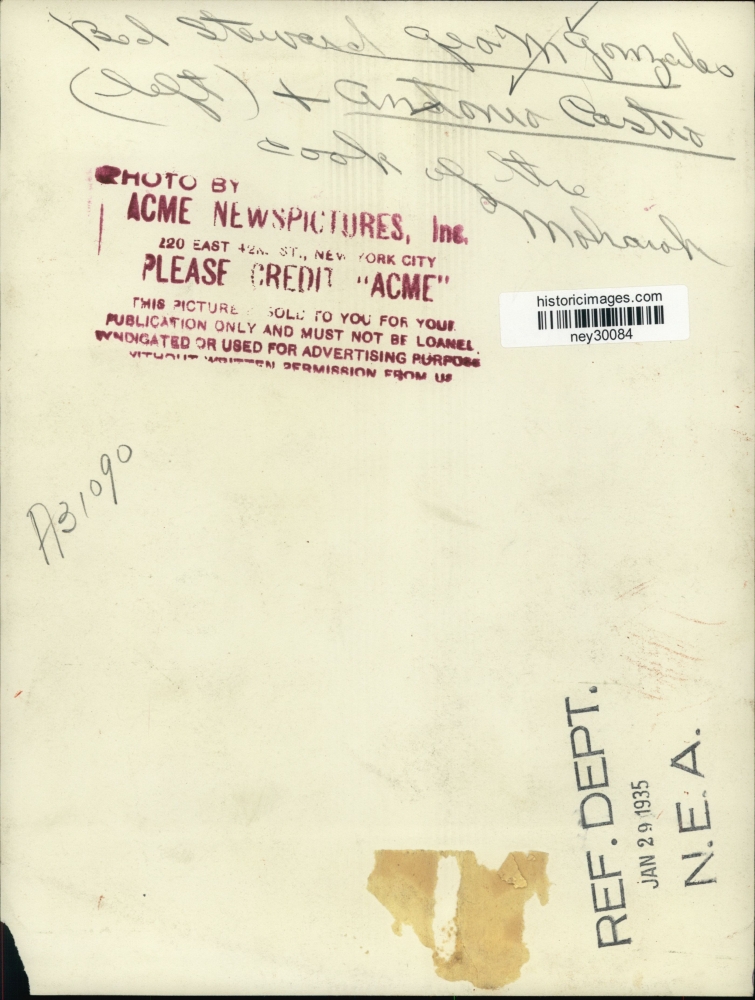 Bed Steward Geo M Gonzales
(left) + Antonio Castro
cook of the
Mohawk
PHOTO BY
ACME NEWSPICTURES, Inc.
220 EAST 42N. ST., NEW YORK CITY
PLEASE CREDIT "ACME"
THIS PICTURE SOLD TO YOU FOR YOUR
PUBLICATION ONLY AND MUST NOT BE LOANED
SYNDICATED OR USED FOR ADVERTISING PURPOSE
WITHOUT WRITTEN PERMISSION FROM US
historicimages.com
ney30084
A31090
REF. DEPT.
JAN 29 1935
N.E.A.